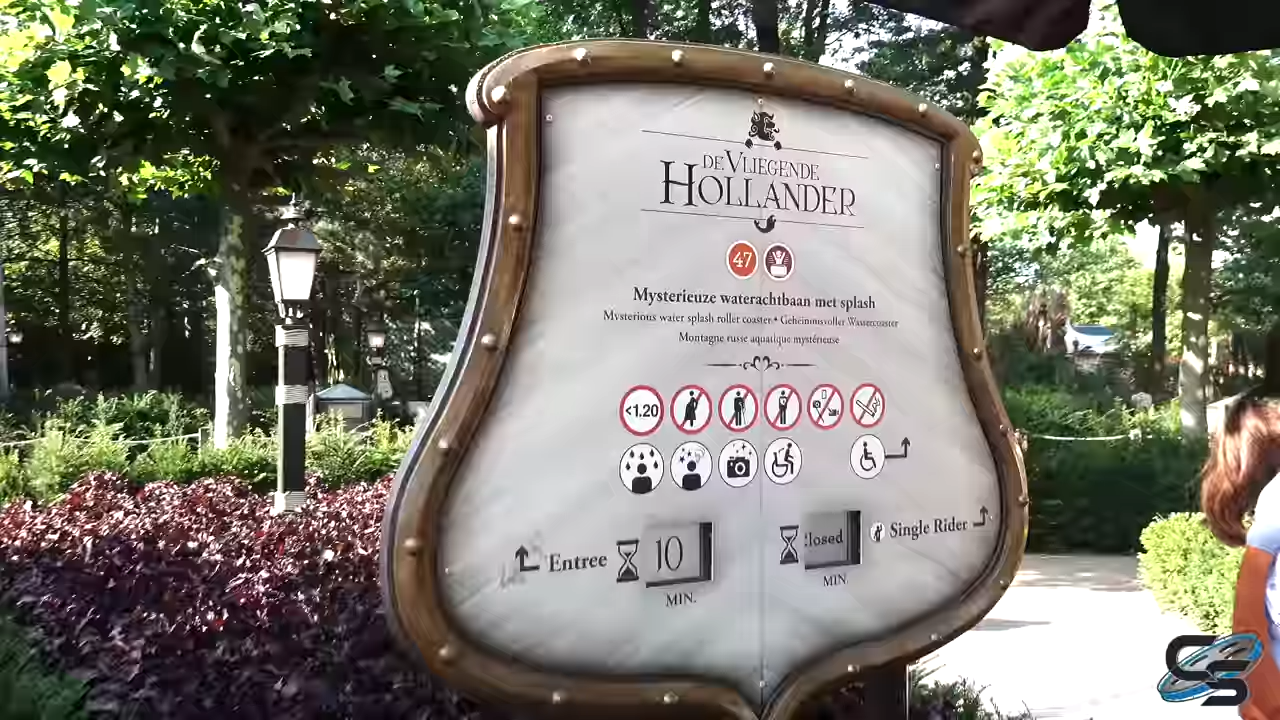 DE VLIEGENDE
HOLLANDER
47
Mysterieuze waterachtbaan met splash
Mysterious water splash roller coaster • Geheimnisvoller Wassercoaster
Montagne russe aquatique mystérieuse
<1.20
Entree 10 MIN.
closed MIN. Single Rider
CS